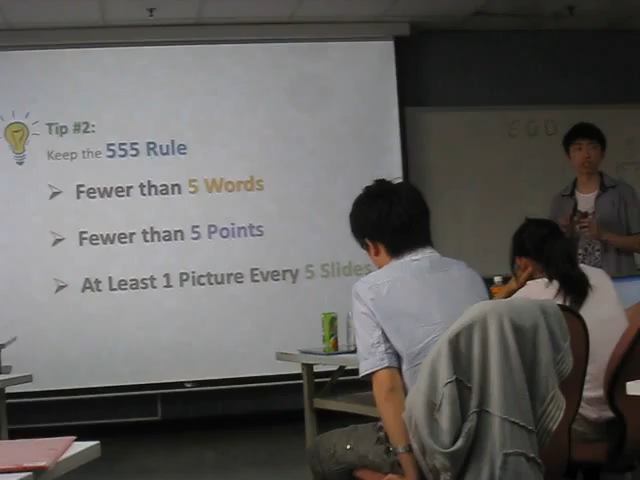 Tip #2:
Keep the 555 Rule
➢ Fewer than 5 Words
➢ Fewer than 5 Points
➢ At Least 1 Picture Every 5 Slides